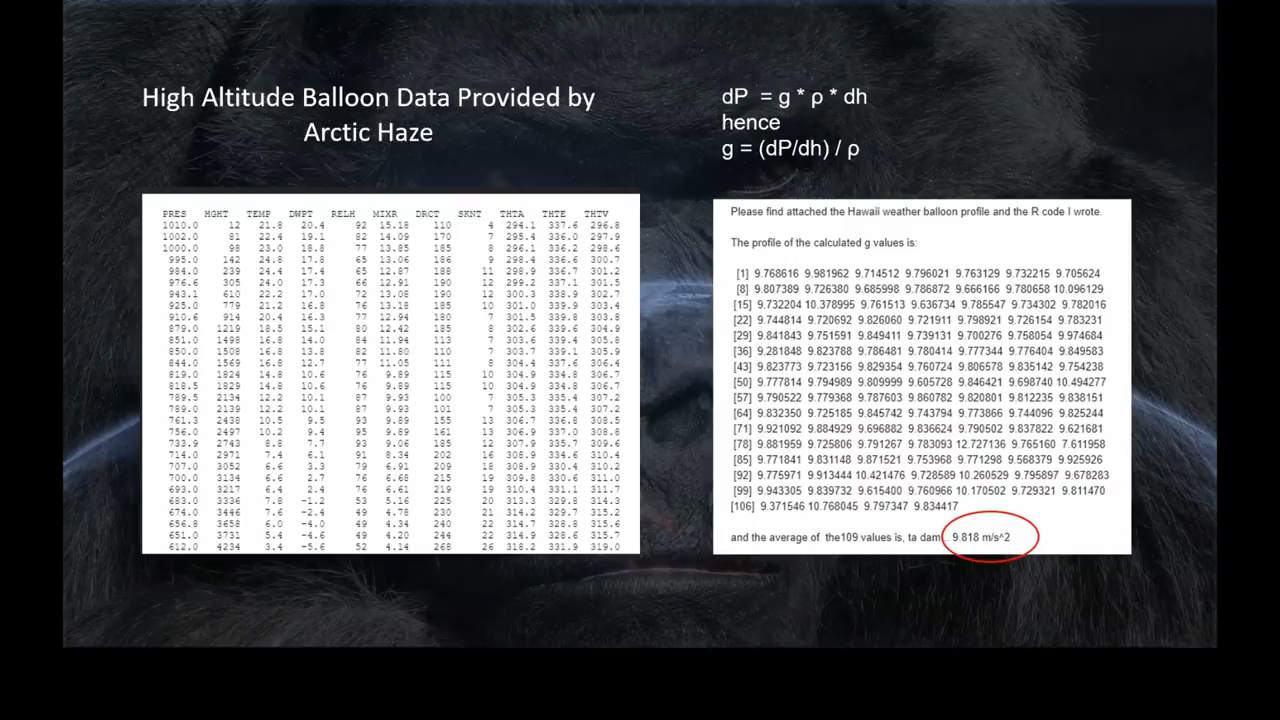 High Altitude Balloon Data Provided by
Arctic Haze
dP = g * ρ * dh
hence
g = (dP/dh) / ρ
PRES HGHT TEMP DWPT RELH MIXR DRCT SKNT THTA THTE THTV
1010.0 12 21.8 20.4 92 15.18 110 4 294.1 337.6 296.8
1002.0 81 22.4 19.1 82 14.09 170 7 295.4 336.0 297.9
1000.0 98 23.0 18.8 77 13.85 185 8 296.1 336.2 298.6
995.0 142 24.8 17.8 65 13.06 186 9 298.4 336.6 300.7
984.0 239 24.4 17.4 65 12.87 188 11 298.9 336.7 301.2
976.6 305 24.0 17.3 66 12.91 190 12 299.2 337.1 301.5
943.1 610 22.2 17.0 72 13.08 190 12 300.3 338.9 302.7
925.0 779 21.2 16.8 76 13.18 185 10 301.0 339.9 303.4
910.6 914 20.4 16.3 77 12.94 180 7 301.5 339.8 303.8
879.0 1219 18.5 15.1 80 12.42 185 8 302.6 339.6 304.9
851.0 1498 16.8 14.0 84 11.94 113 7 303.6 339.4 305.8
850.0 1508 16.8 13.8 82 11.80 110 7 303.7 339.1 305.9
844.0 1569 16.8 12.7 77 11.05 111 8 304.4 337.6 306.4
819.0 1824 14.8 10.6 76 9.89 115 10 304.9 334.8 306.7
818.5 1829 14.8 10.6 76 9.89 115 10 304.9 334.8 306.7
789.5 2134 12.2 10.1 87 9.93 100 7 305.3 335.4 307.2
789.0 2139 12.2 10.1 87 9.93 101 7 305.3 335.4 307.2
761.3 2438 10.5 9.5 93 9.89 155 13 306.7 336.8 308.5
756.0 2497 10.2 9.4 95 9.89 161 13 306.9 337.0 308.8
733.9 2743 8.8 7.7 93 9.06 185 12 307.9 335.7 309.6
714.0 2971 7.4 6.1 91 8.34 202 16 308.9 334.6 310.4
707.0 3052 6.6 3.3 79 6.91 209 18 308.9 330.4 310.2
700.0 3134 6.6 2.7 76 6.68 215 19 309.8 330.6 311.0
693.0 3217 6.4 2.4 76 6.61 219 19 310.4 331.1 311.7
683.0 3336 7.8 -1.2 53 5.16 225 20 313.3 329.8 314.3
674.0 3446 7.6 -2.4 49 4.78 230 21 314.2 329.7 315.2
656.8 3658 6.0 -4.0 49 4.34 240 22 314.7 328.8 315.6
651.0 3731 5.4 -4.6 49 4.20 244 22 314.9 328.6 315.7
612.0 4234 3.4 -5.6 52 4.14 268 26 318.2 331.9 319.0
Please find attached the Hawaii weather balloon profile and the R code I wrote.
The profile of the calculated g values is:
[1] 9.768616 9.981962 9.714512 9.796021 9.763129 9.732215 9.705624
[8] 9.807389 9.726380 9.685998 9.786872 9.666166 9.780658 10.096129
[15] 9.732204 10.378995 9.761513 9.636734 9.785547 9.734302 9.782016
[22] 9.744814 9.720692 9.826060 9.721911 9.798921 9.726154 9.783231
[29] 9.841843 9.751591 9.849411 9.739131 9.700276 9.758054 9.974684
[36] 9.281848 9.823788 9.786481 9.780414 9.777344 9.776404 9.849583
[43] 9.823773 9.723156 9.829354 9.760724 9.806578 9.835142 9.754238
[50] 9.777814 9.794989 9.809999 9.605728 9.846421 9.698740 10.494277
[57] 9.790522 9.779368 9.787603 9.860782 9.820801 9.812235 9.838151
[64] 9.832350 9.725185 9.845742 9.743794 9.773866 9.744096 9.825244
[71] 9.921092 9.884929 9.696882 9.836624 9.790502 9.837822 9.621681
[78] 9.881959 9.725806 9.791267 9.783093 12.727136 9.765160 7.611958
[85] 9.771841 9.831148 9.871521 9.753968 9.771298 9.568379 9.925926
[92] 9.775971 9.913444 10.421476 9.728589 10.260529 9.795897 9.678283
[99] 9.943305 9.839732 9.615400 9.760966 10.170502 9.729321 9.811470
[106] 9.371546 10.768045 9.797347 9.834417
and the average of the109 values is, ta dam... 9.818 m/s^2